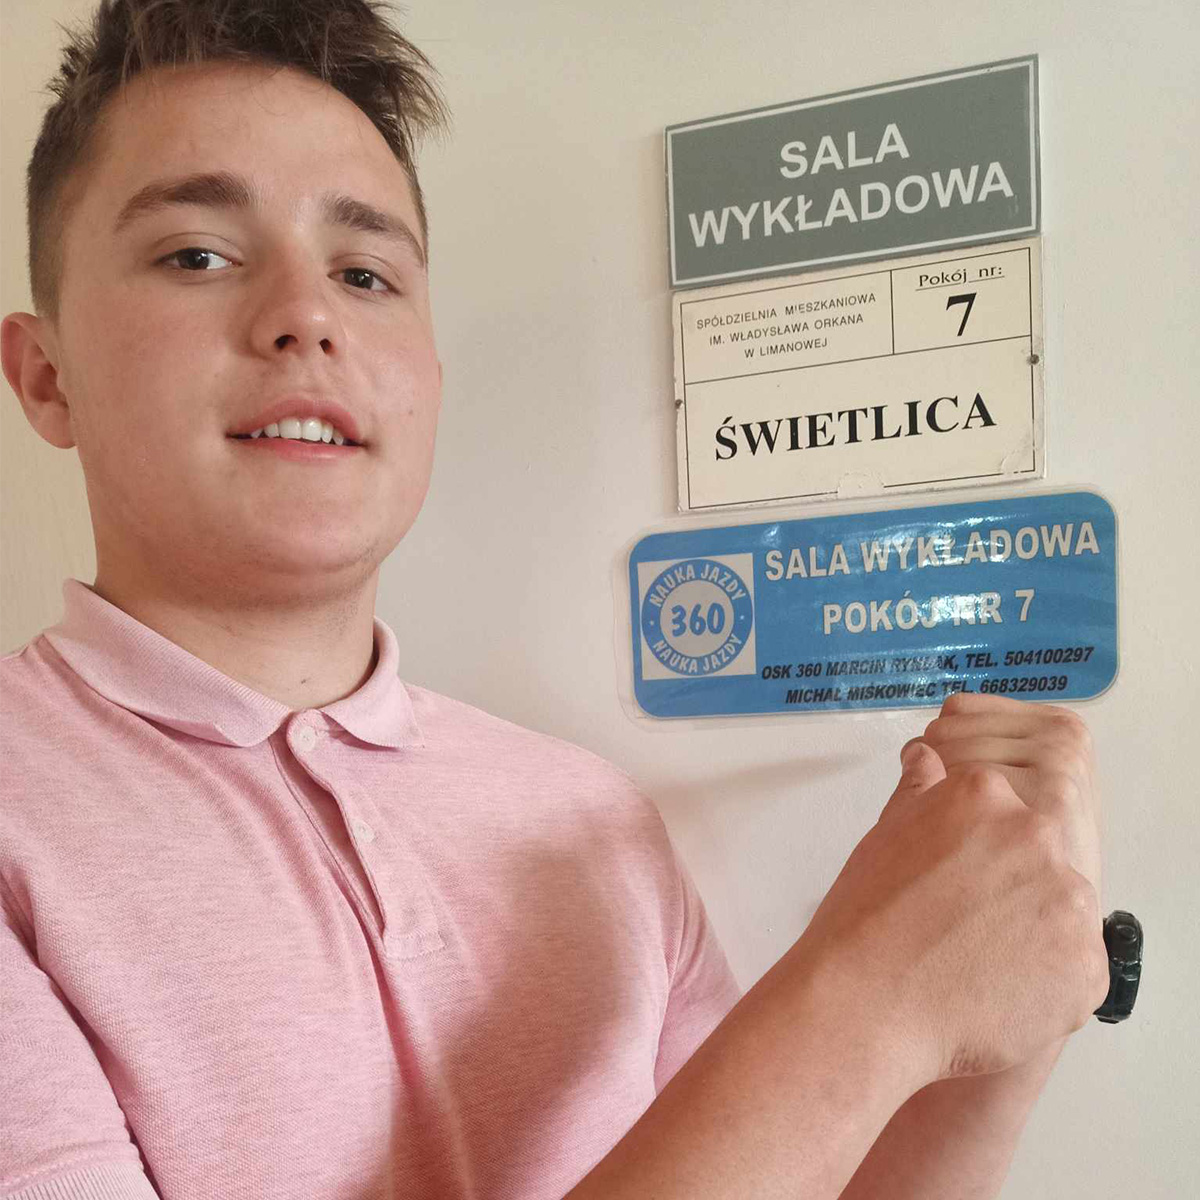 SALA
WYKŁADOWA
SPÓŁDZIELNIA MIESZKANIOWA
IM. WŁADYSŁAWA ORKANA
W LIMANOWEJ
Pokój nr:
7
ŚWIETLICA
NAUKA JAZDY
360
NAUKA JAZDY
SALA WYKŁADOWA
POKÓJ NR 7
OSK 360 MARCIN TEL. 504100297
MICHAŁ MIŚKOWIEC TEL. 668329039